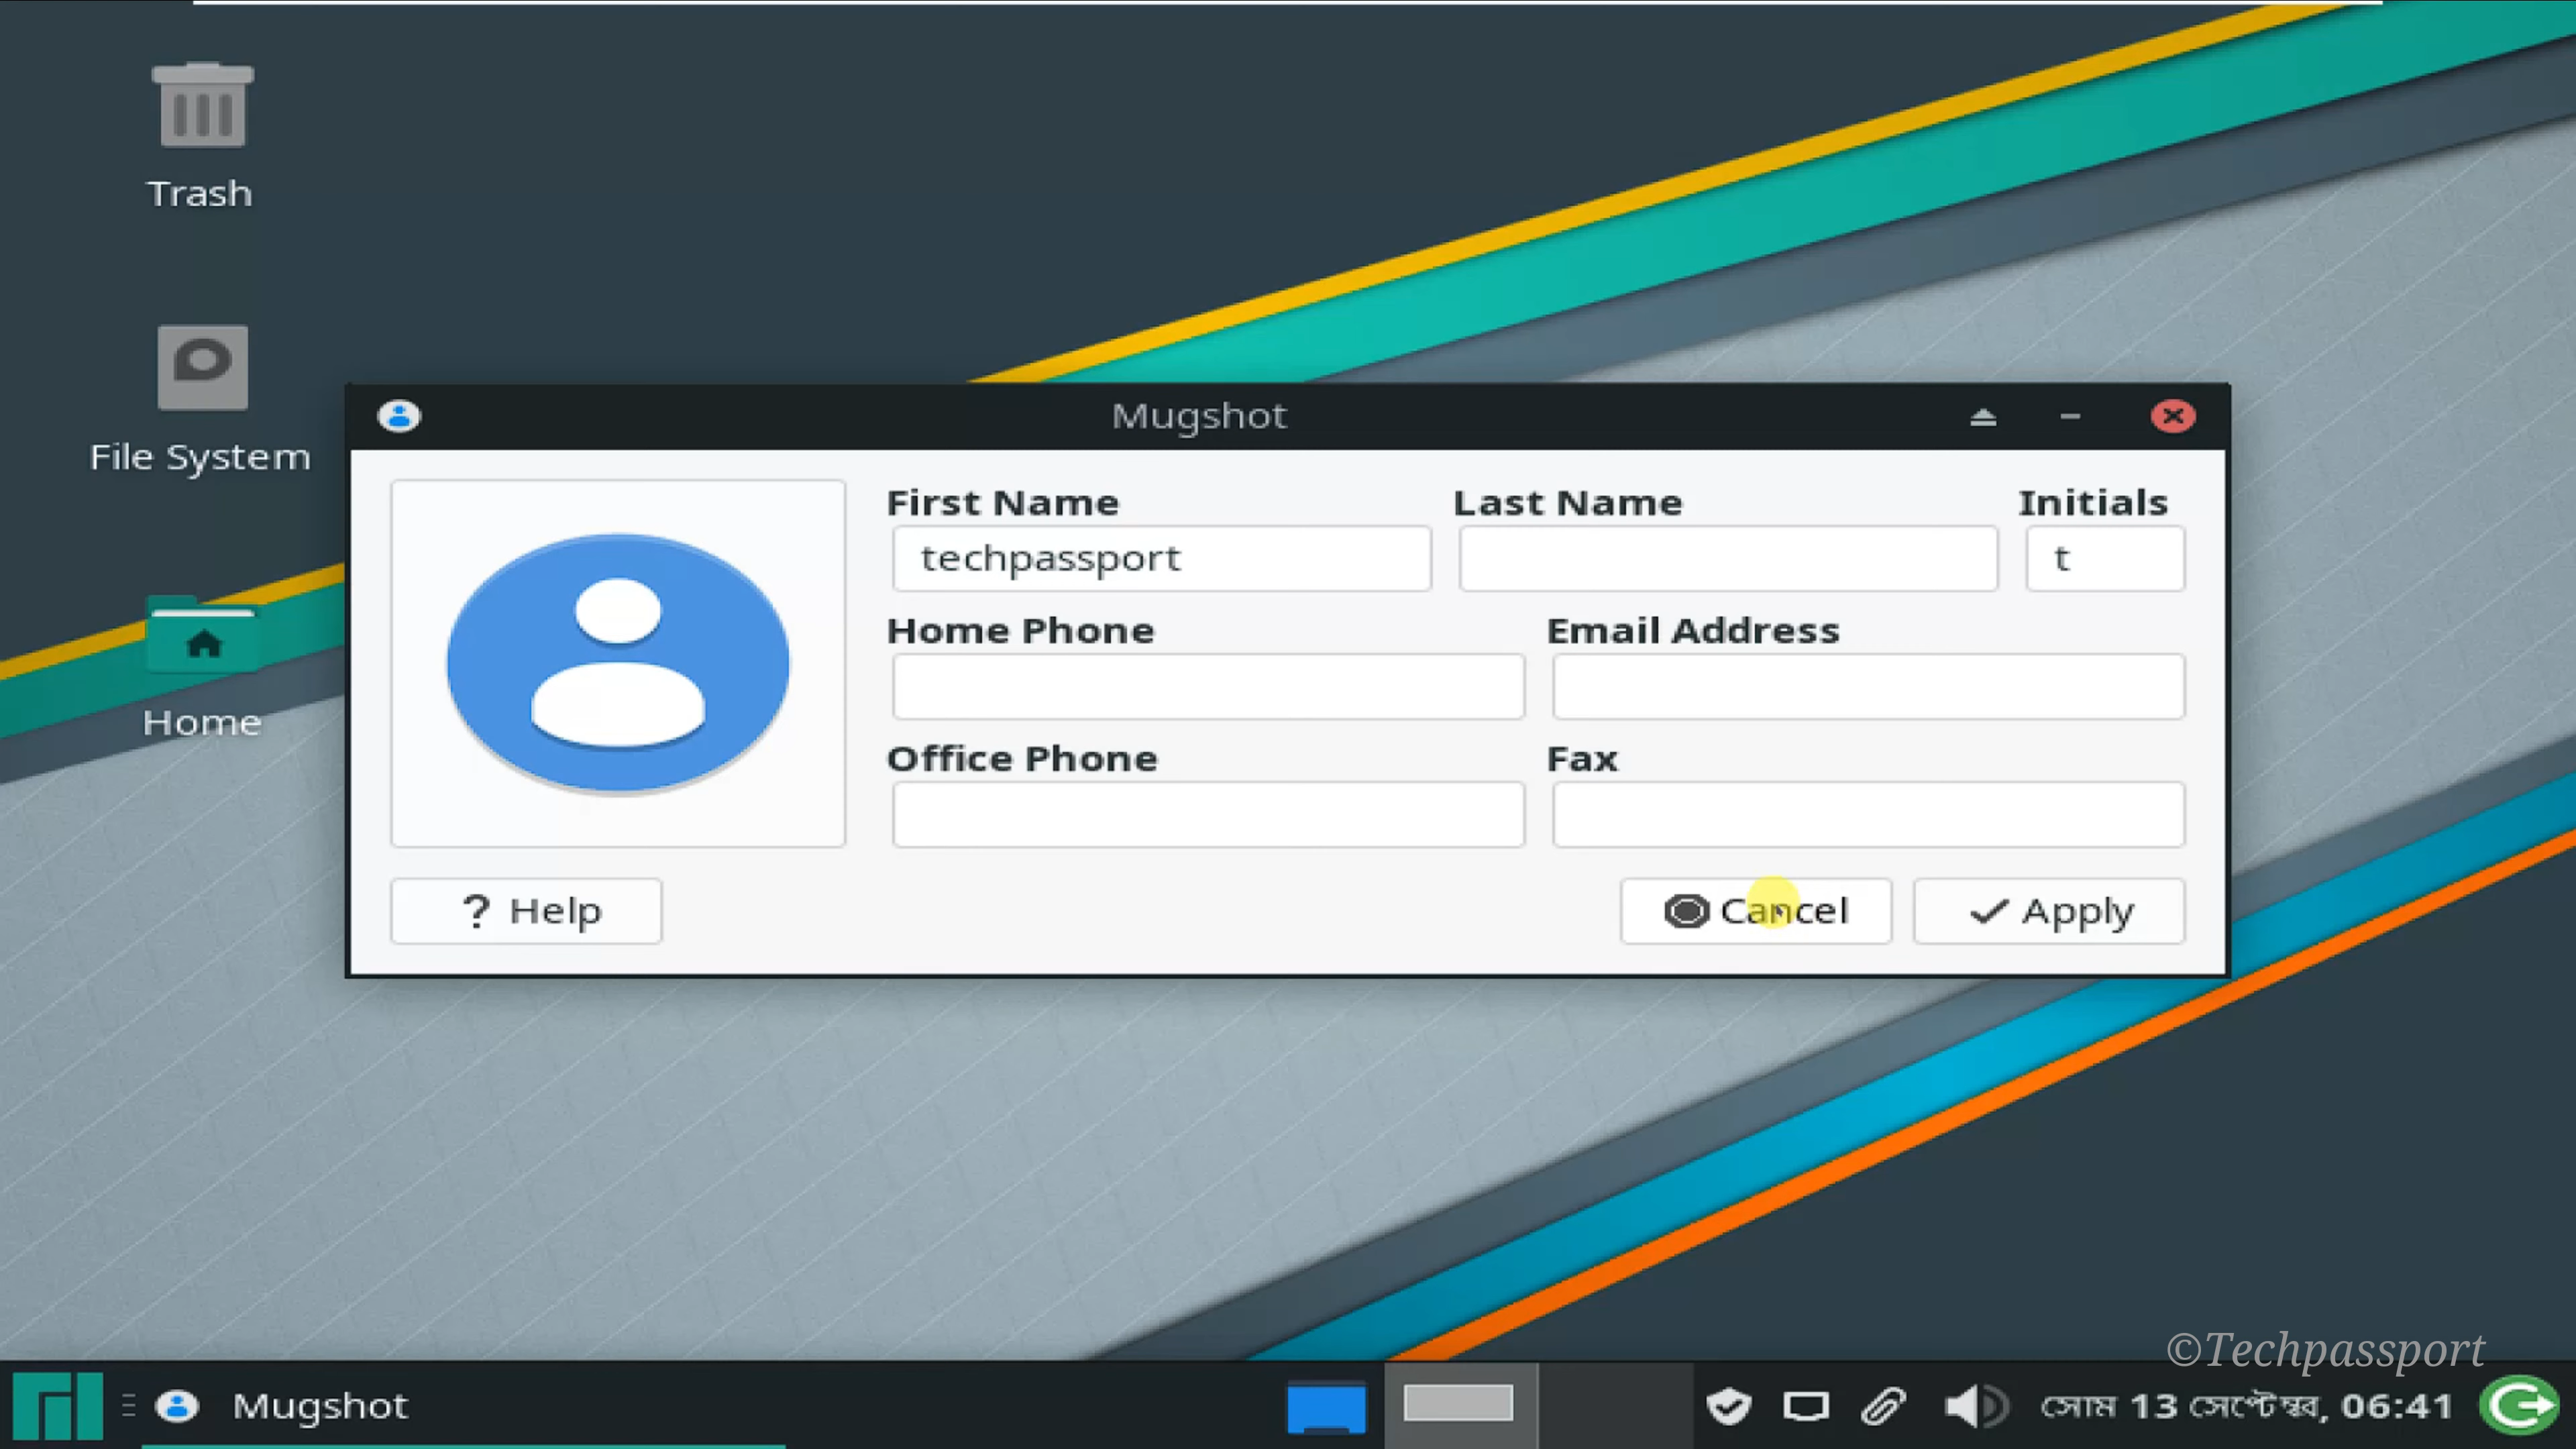 Trash
File System
Home
Mugshot
First Name
Last Name
Initials
techpassport
t
Home Phone
Email Address
Office Phone
Fax
? Help
Cancel
Apply
©Techpassport
Mugshot
সোম 13 সেপ্টেম্বর, 06:41